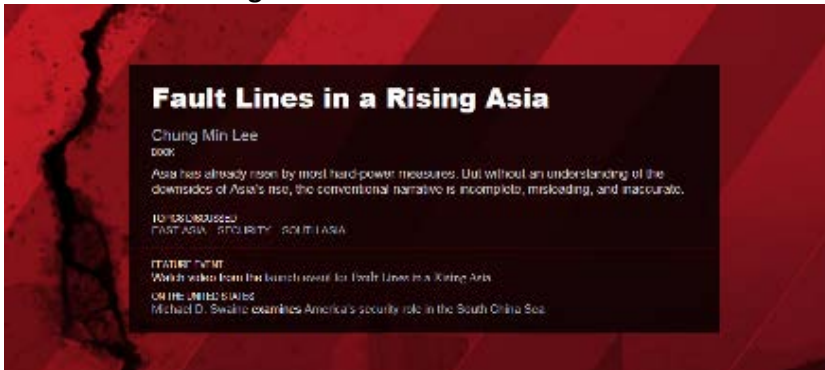 Fault Lines in a Rising Asia
Chung Min Lee
BOOK
Asia has already risen by most hard-power measures. But without an understanding of the
downsides of Asia's rise, the conventional narrative is incomplete, misleading, and inaccurate.
TOPICS DISCUSSED
EAST ASIA SECURITY SOUTH ASIA
FEATURE EVENT
Watch video from the launch event for Fault Lines in a Rising Asia
ON THE UNITED STATES
Michael D. Swaine examines America's security role in the South China Sea